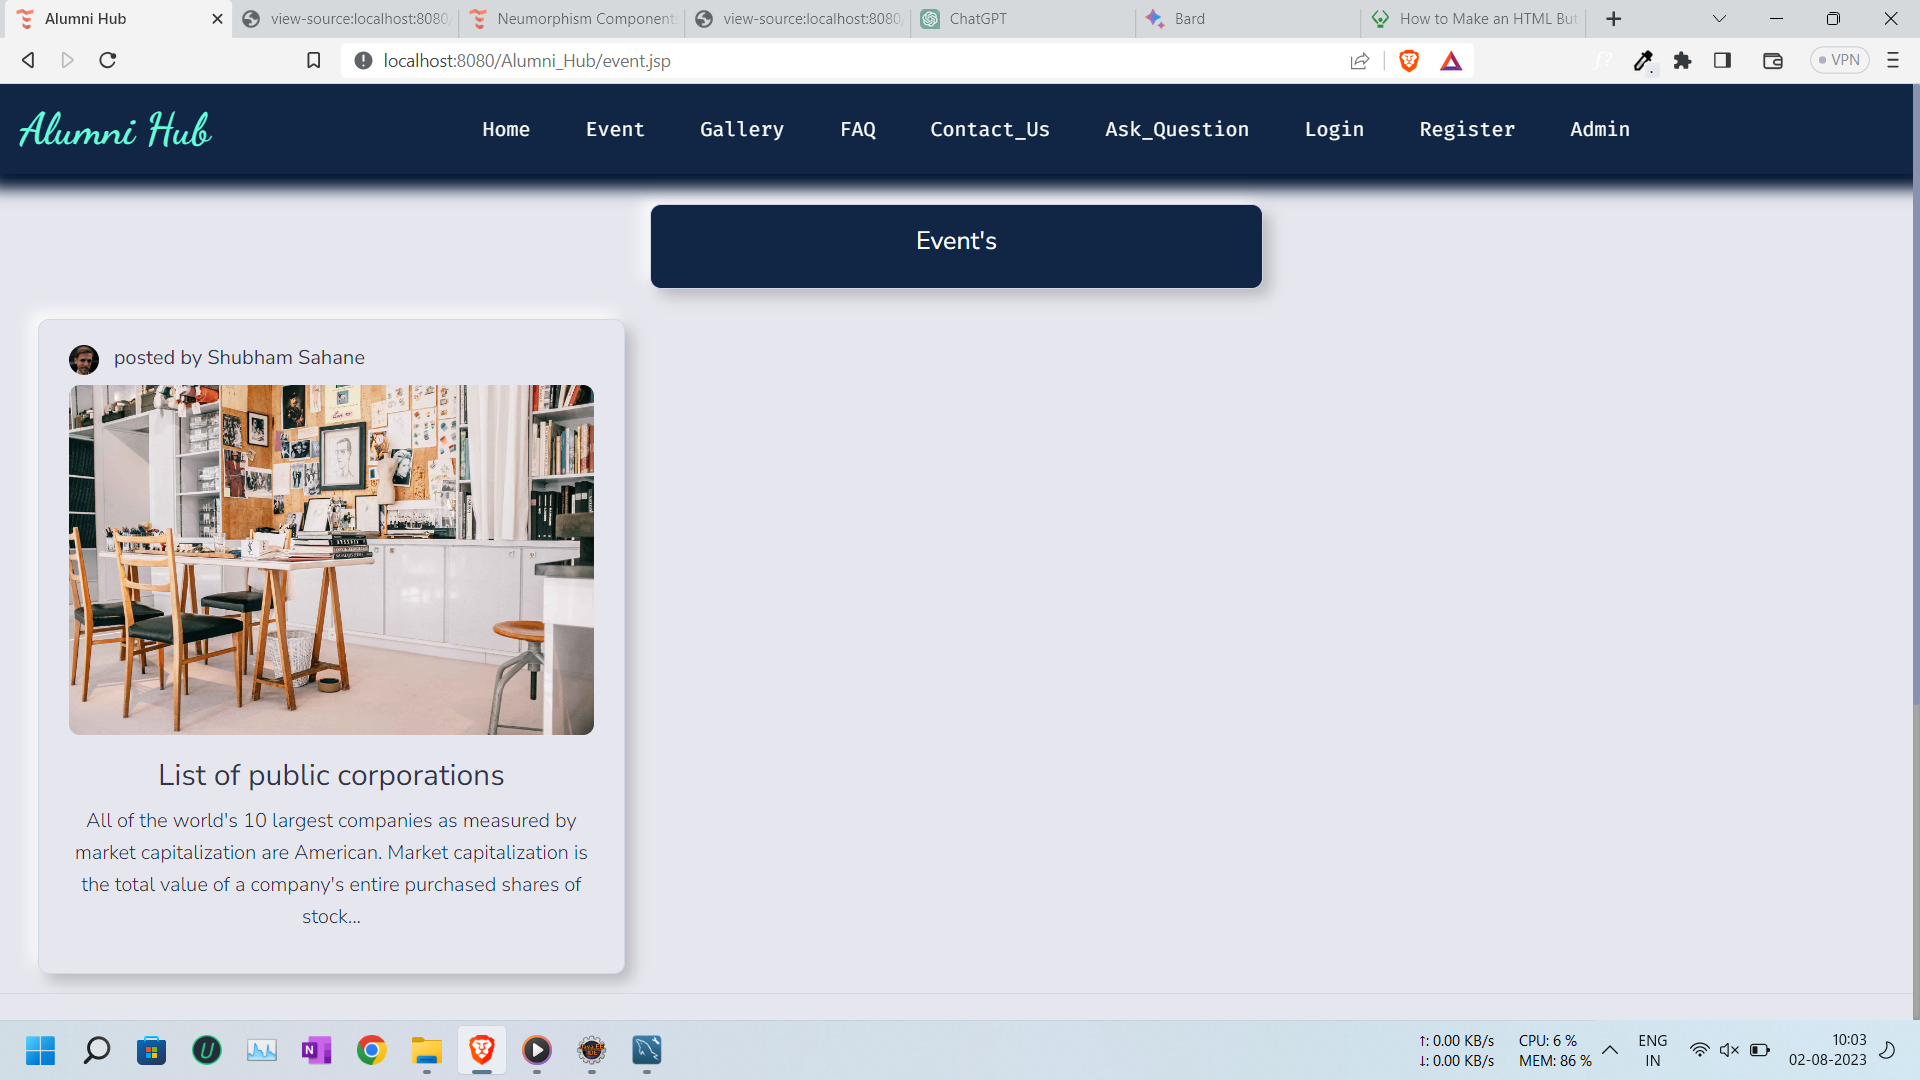 Alumni Hub
view-source:localhost:8080/
Neumorphism Component
view-source:localhost:8080/
ChatGPT
Bard
How to Make an HTML But
localhost:8080/Alumni_Hub/event.jsp
VPN
Alumni Hub
Home Event Gallery FAQ Contact_Us Ask_Question Login Register Admin
Event's
posted by Shubham Sahane
List of public corporations
All of the world's 10 largest companies as measured by
market capitalization are American. Market capitalization is
the total value of a company's entire purchased shares of
stock...
↑: 0.00 KB/s
↓: 0.00 KB/s
CPU: 6 %
MEM: 86 %
ENG
IN
10:03
02-08-2023